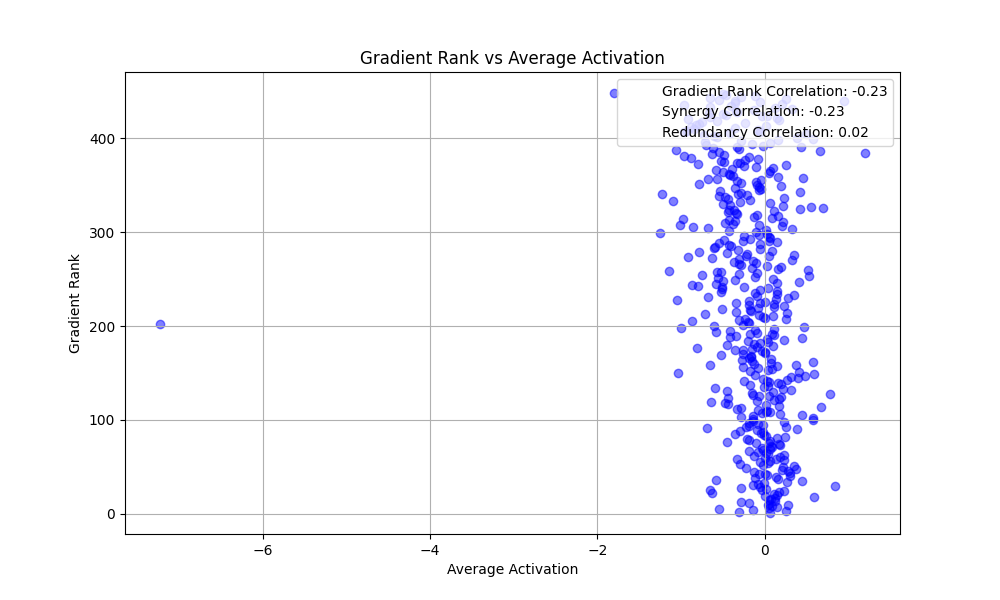 Gradient Rank vs Average Activation
Gradient Rank Correlation: -0.23
Synergy Correlation: -0.23
Redundancy Correlation: 0.02
400
300
200
100
0
Gradient Rank
−6
−4
−2
0
Average Activation